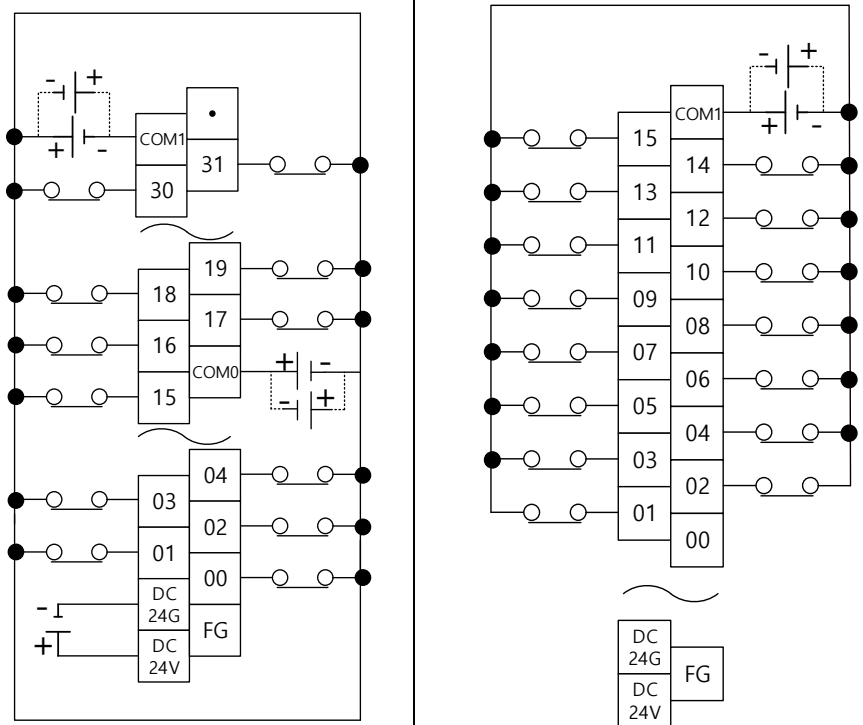 - +
•
COM1
+ -
31
30
19
18
17
16
COM0
+ -
15
- +
04
03
02
01
00
DC
24G
-
FG
+
DC
24V
- +
COM1
+ -
15
14
13
12
11
10
09
08
07
06
05
04
03
02
01
00
DC
24G
FG
DC
24V